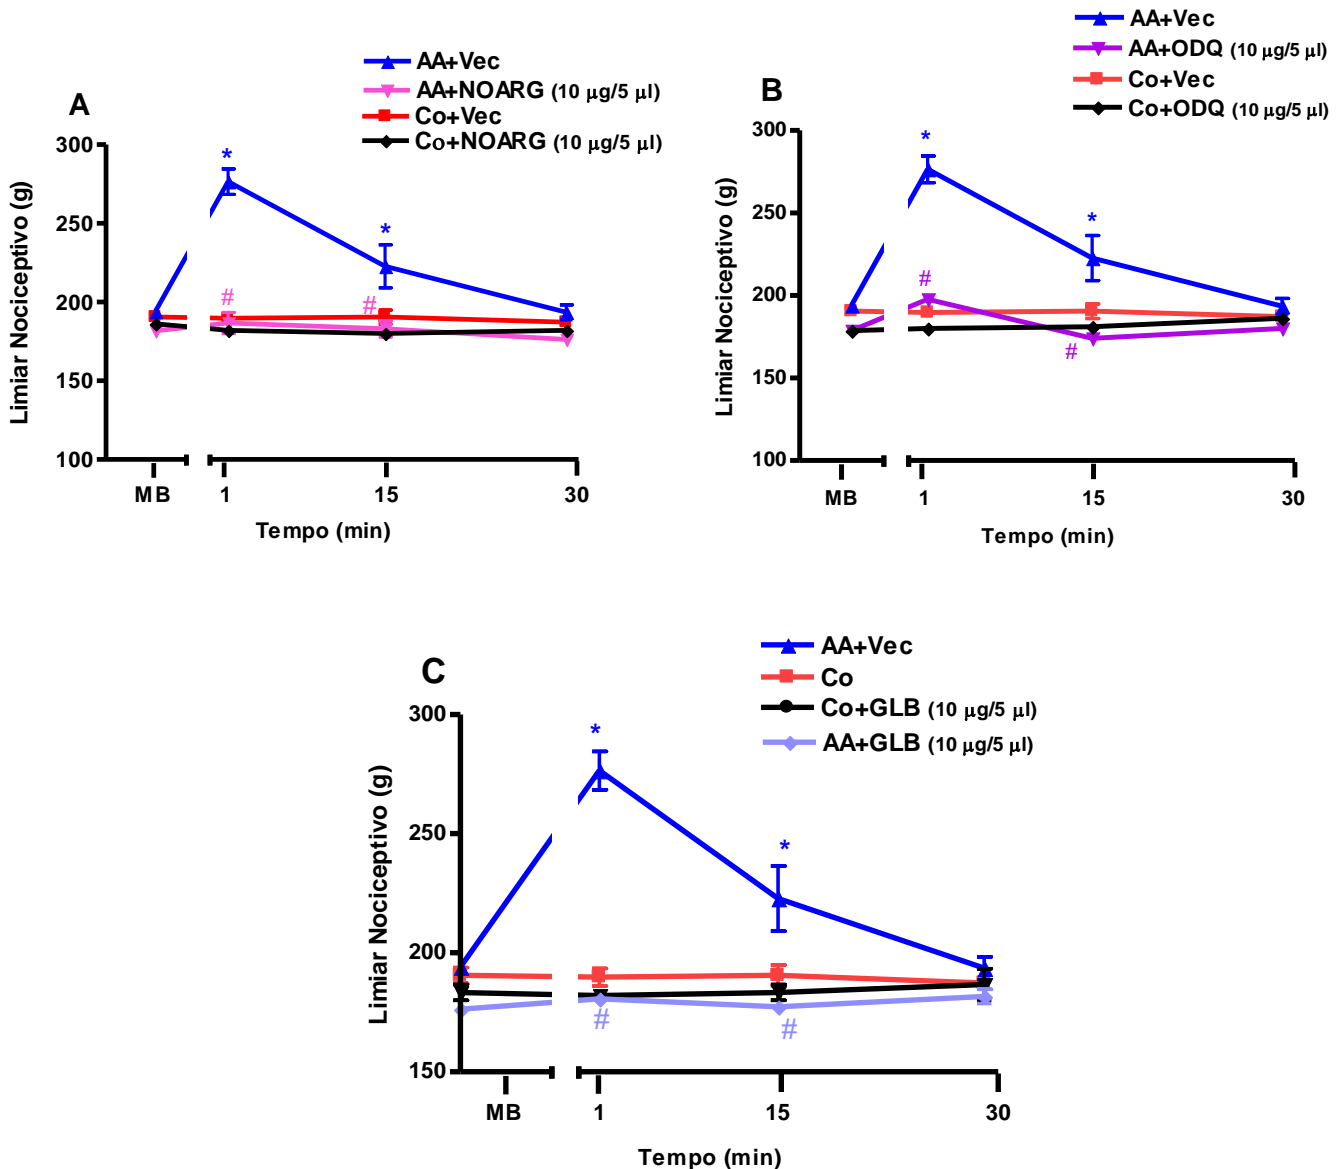 A
AA+Vec
AA+NOARG (10 μg/5 μl)
Co+Vec
Co+NOARG (10 μg/5 μl)
Limiar Nociceptivo (g)
300
*
250
*
200
#
#
150
100
MB
1
15
30
Tempo (min)
B
AA+Vec
AA+ODQ (10 μg/5 μl)
Co+Vec
Co+ODQ (10 μg/5 μl)
Limiar Nociceptivo (g)
300
*
250
*
200
#
#
150
100
MB
1
15
30
Tempo (min)
C
AA+Vec
Co
Co+GLB (10 μg/5 μl)
AA+GLB (10 μg/5 μl)
Limiar Nociceptivo (g)
300
*
250
*
200
#
#
150
MB
1
15
30
Tempo (min)